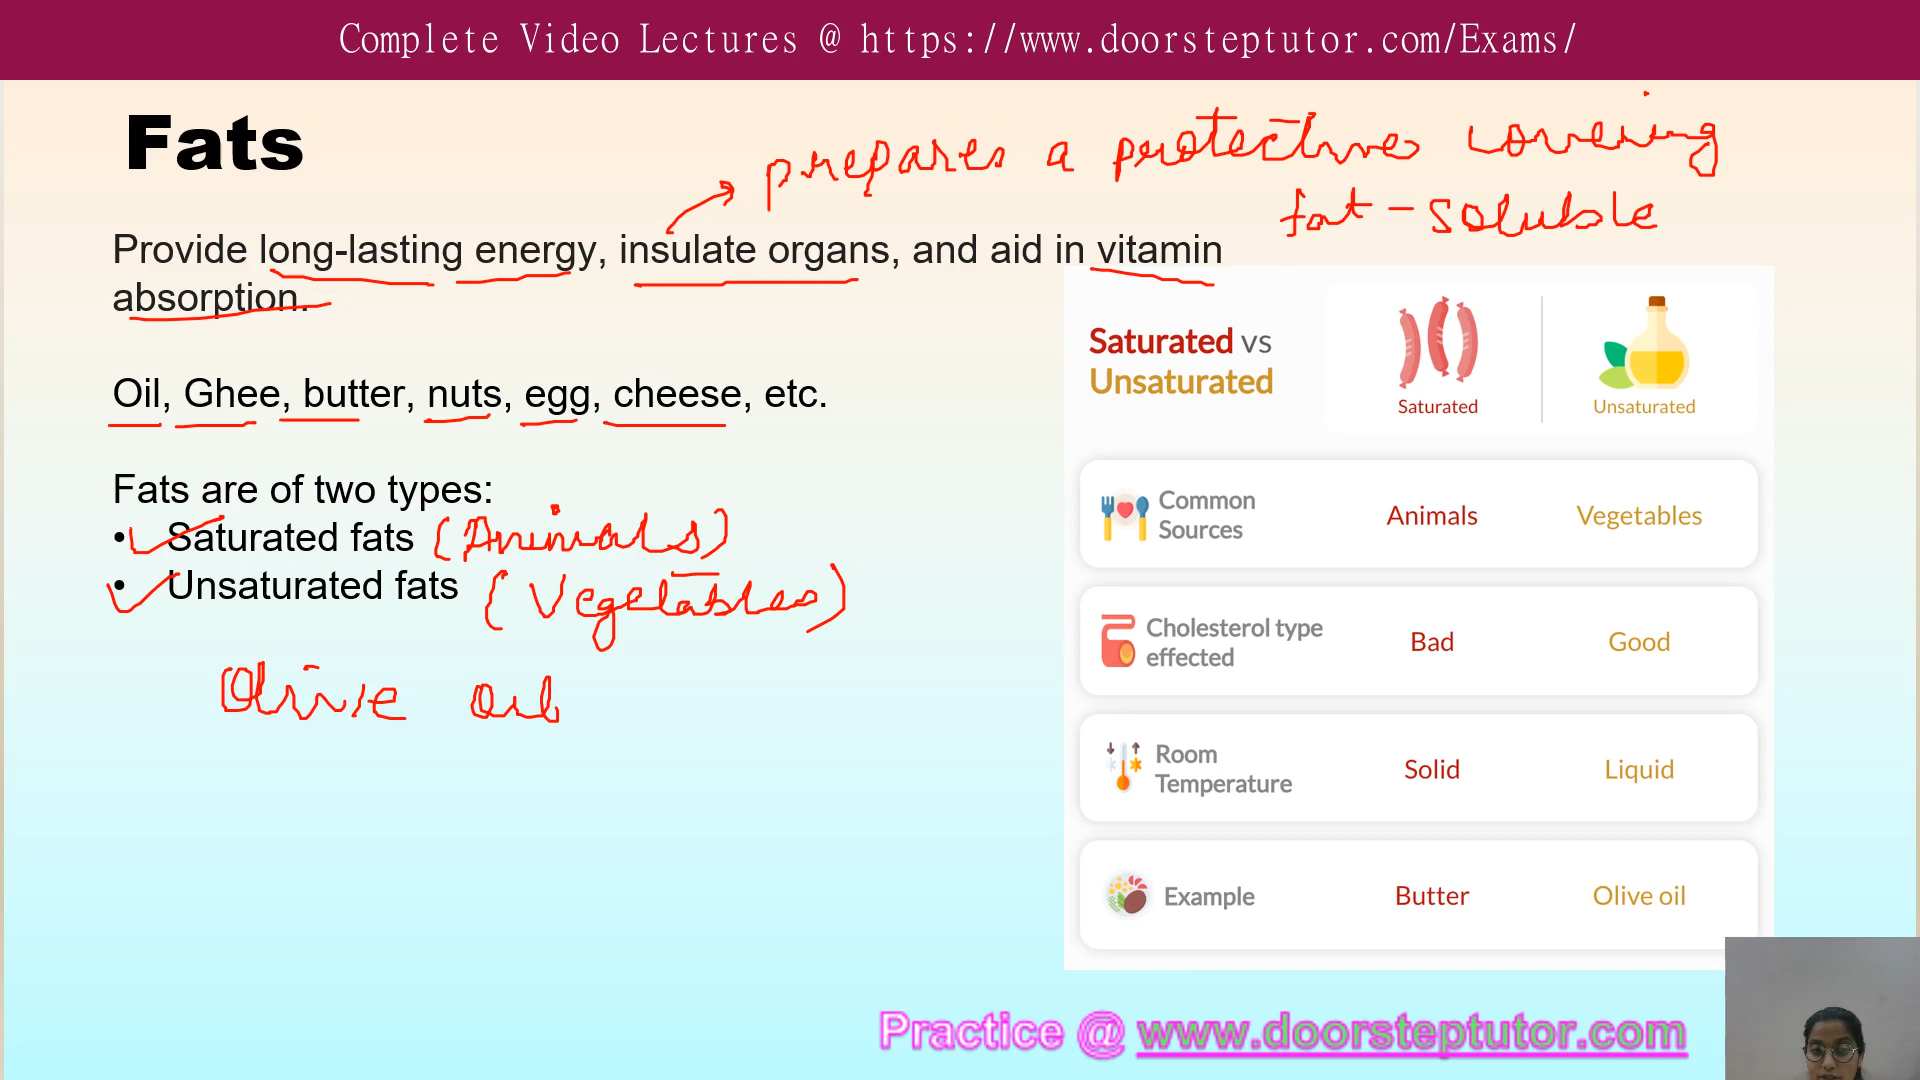 Complete Video Lectures @ https://www.doorsteptutor.com/Exams/
Fats
prepares a protective covering
fat-soluble
Provide long-lasting energy, insulate organs, and aid in vitamin
absorption.
Oil, Ghee, butter, nuts, egg, cheese, etc.
Fats are of two types:
• Saturated fats (Animals)
• Unsaturated fats (Vegetables)
Olive oil
Saturated vs
Unsaturated
Saturated
Unsaturated
Common
Sources
Animals
Vegetables
Cholesterol type
effected
Bad
Good
Room
Temperature
Solid
Liquid
Example
Butter
Olive oil
Practice @ www.doorsteptutor.com